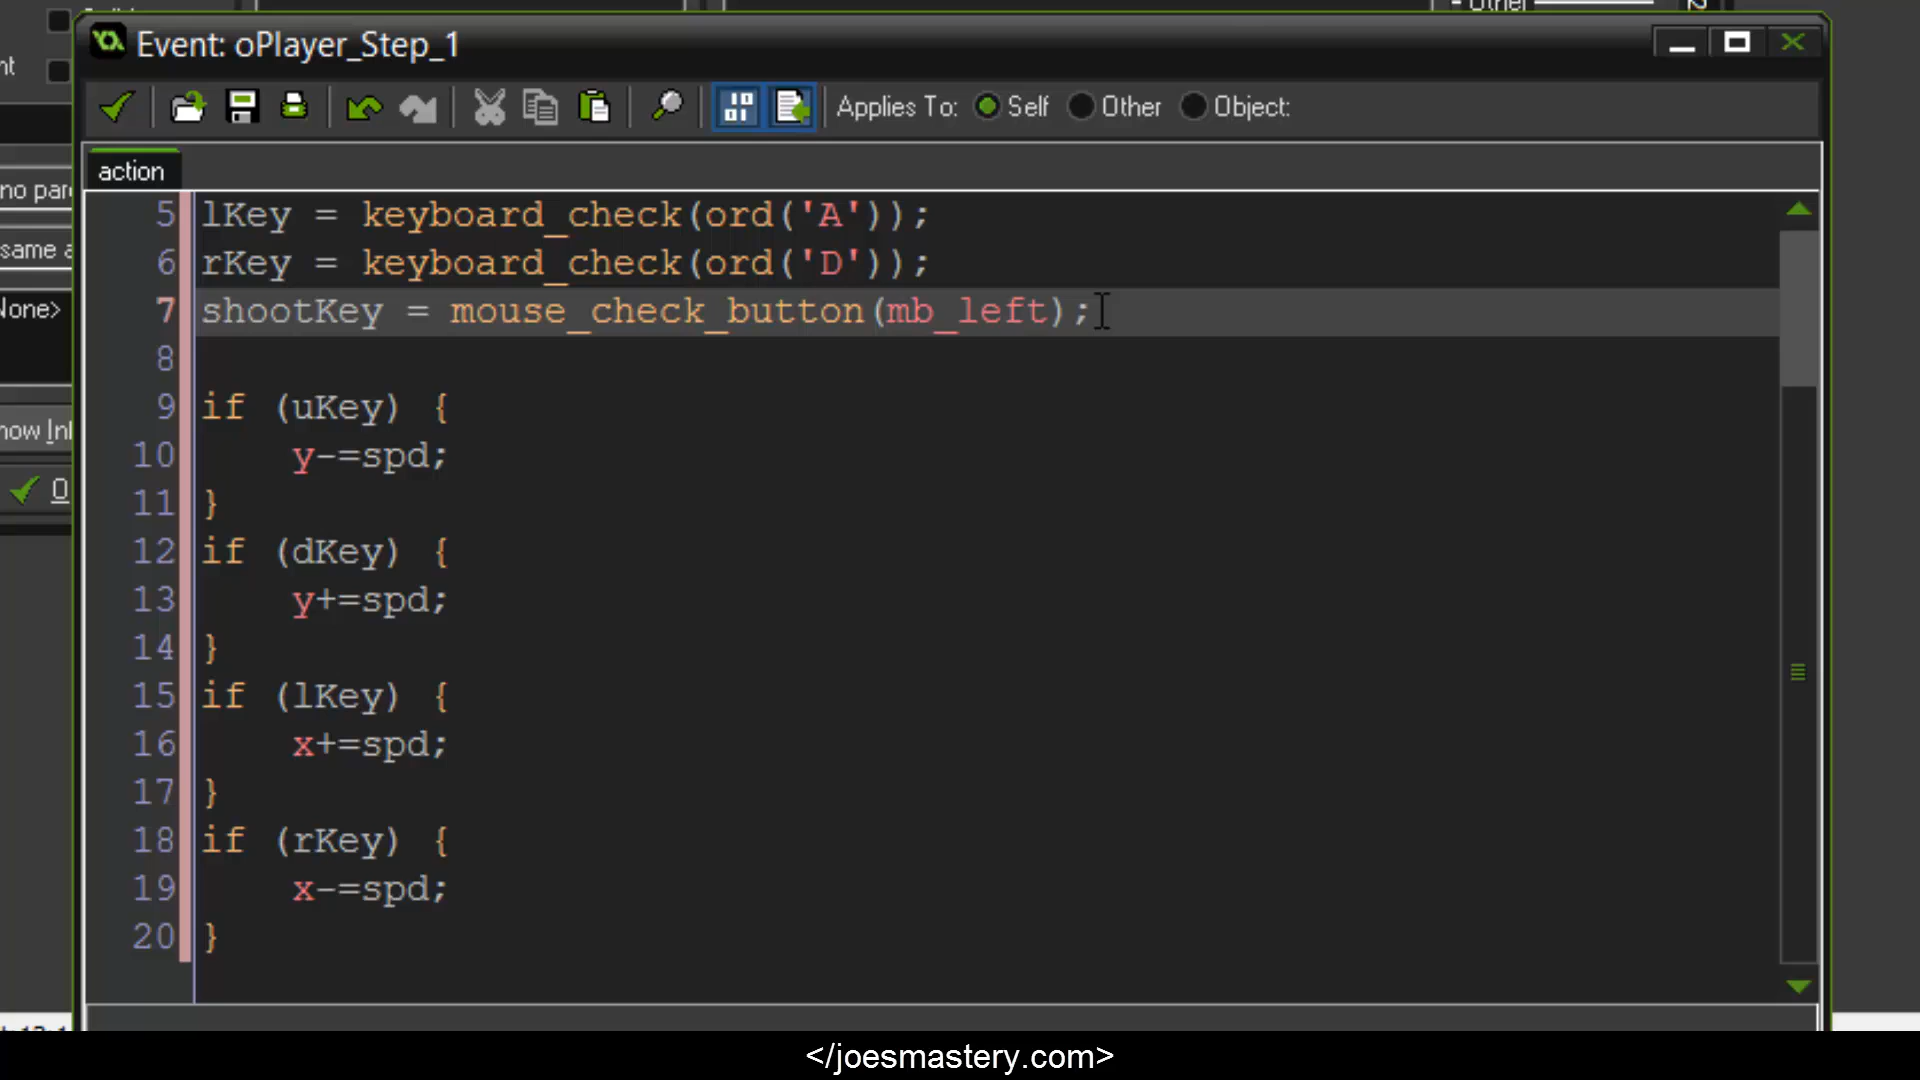 Other
Event: oPlayer_Step_1
Applies To: Self Other Object:
action
no par
same a
None>
5 lKey = keyboard_check(ord('A'));
6 rKey = keyboard_check(ord('D'));
7 shootKey = mouse_check_button(mb_left);
8
9 if (uKey) {
10 y-=spd;
11 }
12 if (dKey) {
13 y+=spd;
14 }
15 if (lKey) {
16 x+=spd;
17 }
18 if (rKey) {
19 x-=spd;
20 }
</joesmastery.com>